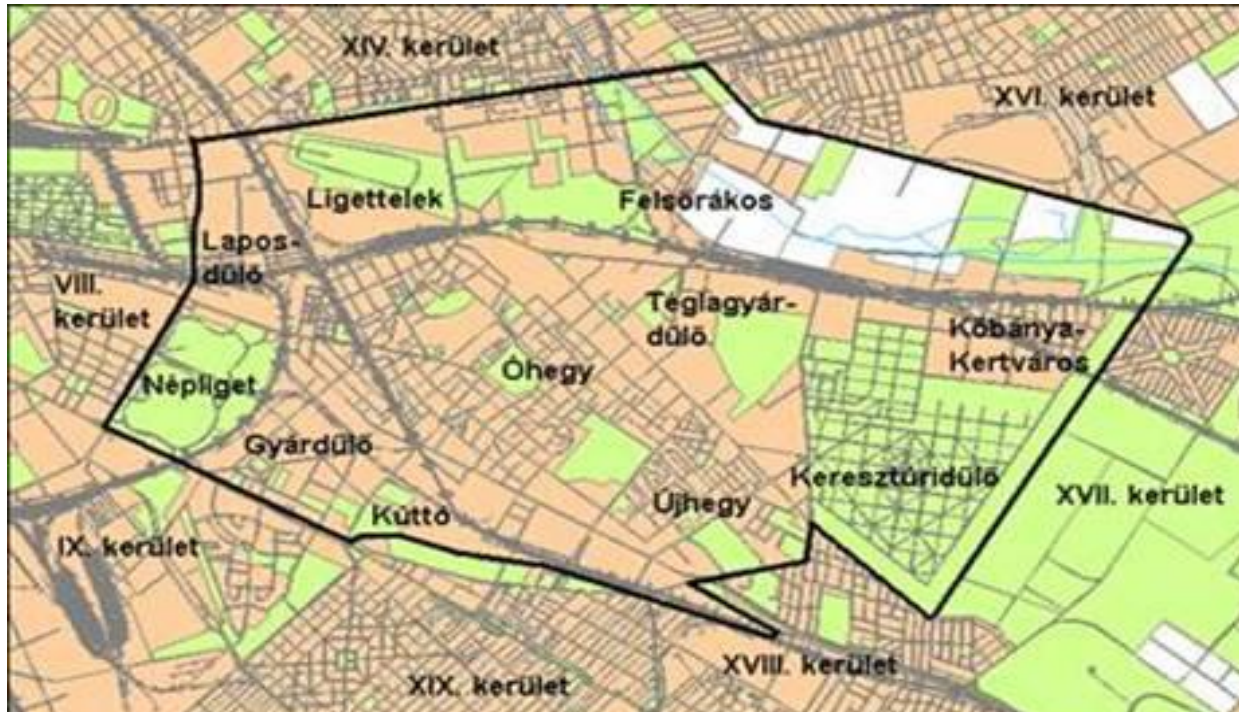 XIV. kerület
XVI. kerület
Ligettelek
Felsőrákos
Lapos-
dűlő
VIII.
kerület
Téglagyár-
dűlő
Kőbánya-
Kertváros
Óhegy
Népliget
Gyárdűlő
Keresztúridűlő
Újhegy
XVII. kerület
Kúttó
IX. kerület
XVIII. kerület
XIX. kerület